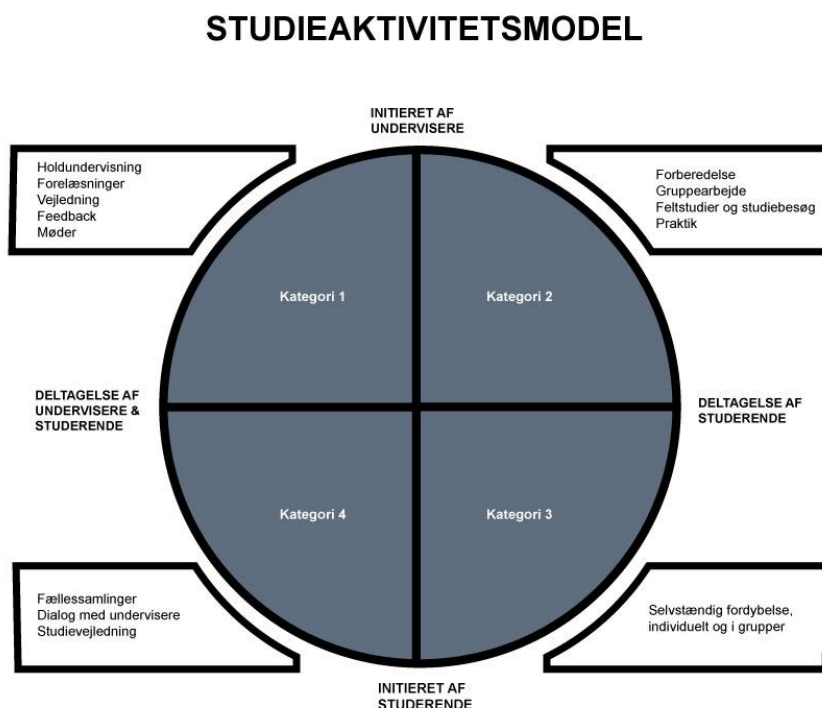 STUDIEAKTIVITETSMODEL
INITIERET AF
UNDERVISERE
Holdundervisning
Forelæsninger
Vejledning
Feedback
Møder
Forberedelse
Gruppearbejde
Feltstudier og studiebesøg
Praktik
Kategori 1
Kategori 2
DELTAGELSE AF
UNDERVISERE &
STUDERENDE
DELTAGELSE AF
STUDERENDE
Kategori 4
Kategori 3
Fællessamlinger
Dialog med undervisere
Studievejledning
Selvstændig fordybelse,
individuelt og i grupper
INITIERET AF
STUDERENDE